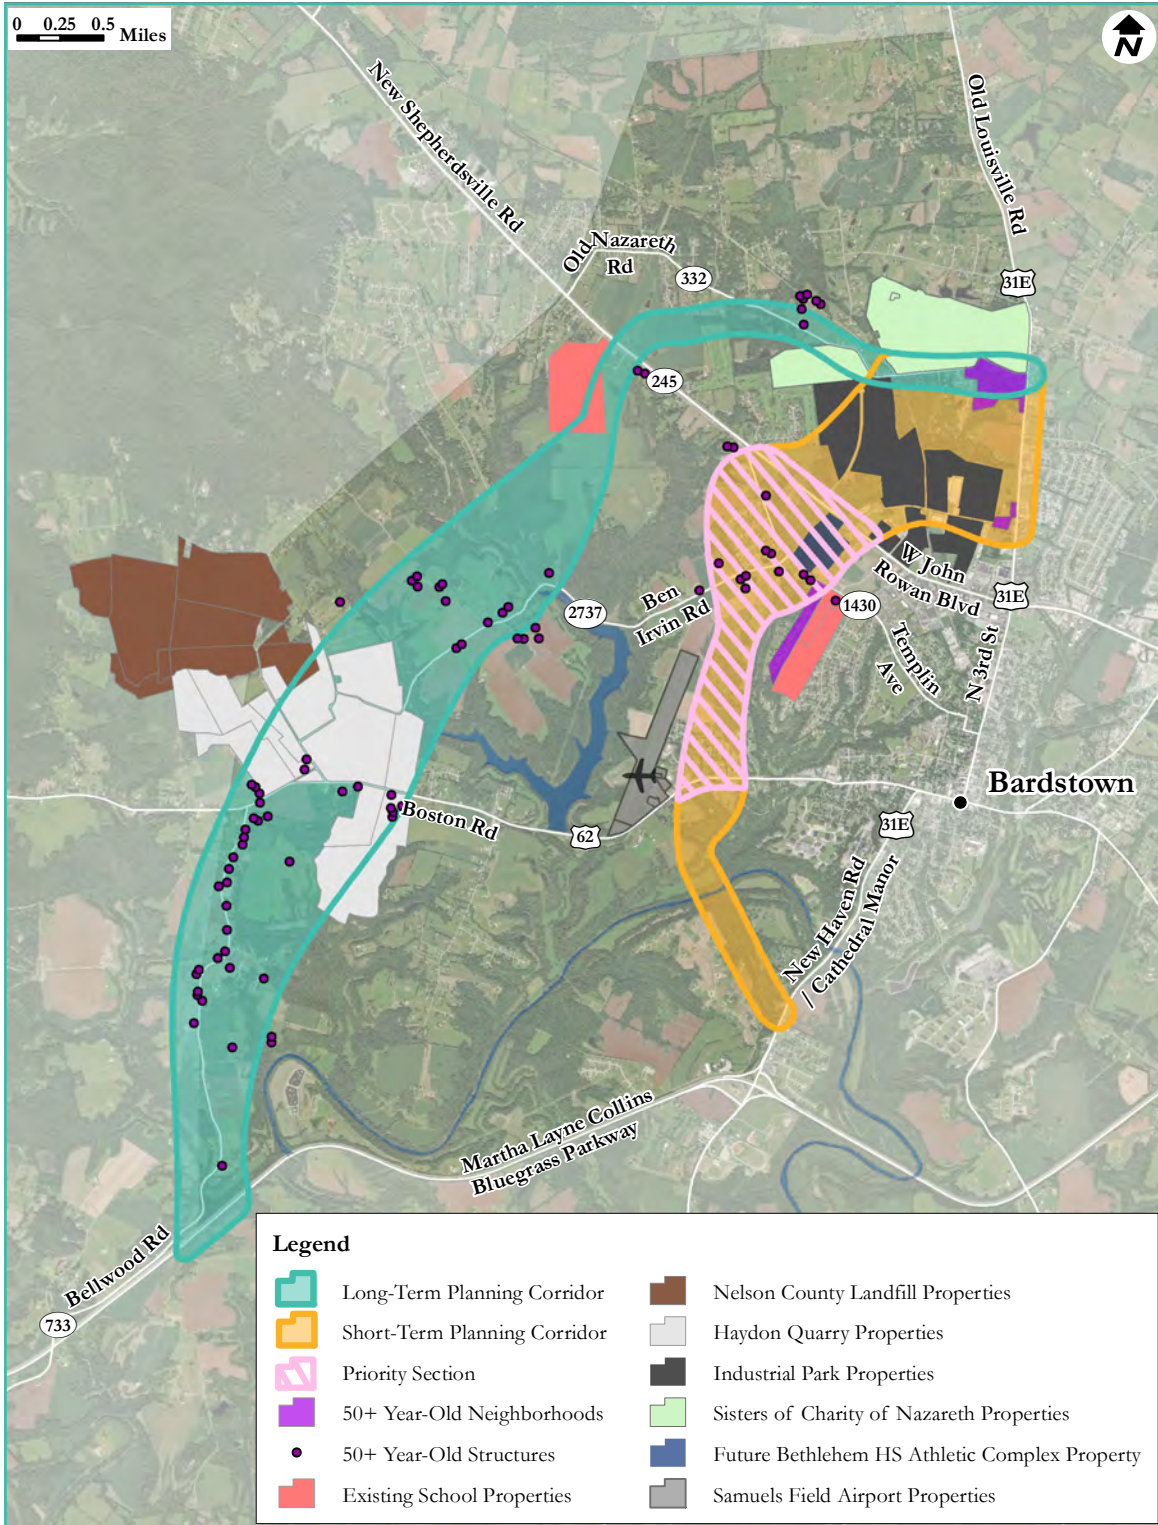 0 0.25 0.5 Miles
N
New Shepherdsville Rd
Old Louisville Rd
Old Nazareth
Rd
332
31E
245
2737
Ben
Irvin Rd
W John
Rowan Blvd
31E
1430
Templin
Ave
N 3rd St
Bardstown
Boston Rd
62
31E
New Haven Rd
/ Cathedral Manor
Martha Layne Collins
Bluegrass Parkway
Bellwood Rd
733
Legend
Long-Term Planning Corridor
Short-Term Planning Corridor
Priority Section
50+ Year-Old Neighborhoods
50+ Year-Old Structures
Existing School Properties
Nelson County Landfill Properties
Haydon Quarry Properties
Industrial Park Properties
Sisters of Charity of Nazareth Properties
Future Bethlehem HS Athletic Complex Property
Samuels Field Airport Properties